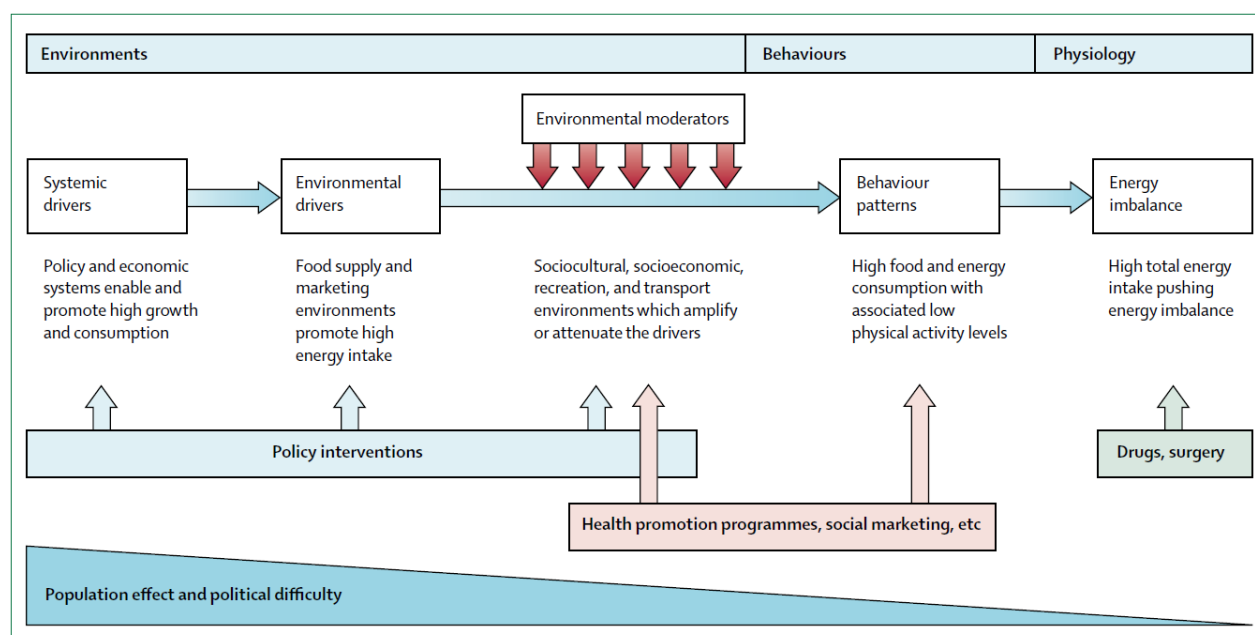 Environments
Behaviours
Physiology
Environmental moderators
Systemic
drivers
Environmental
drivers
Behaviour
patterns
Energy
imbalance
Policy and economic
systems enable and
promote high growth
and consumption
Food supply and
marketing
environments
promote high
energy intake
Sociocultural, socioeconomic,
recreation, and transport
environments which amplify
or attenuate the drivers
High food and energy
consumption with
associated low
physical activity levels
High total energy
intake pushing
energy imbalance
Policy interventions
Drugs, surgery
Health promotion programmes, social marketing, etc
Population effect and political difficulty